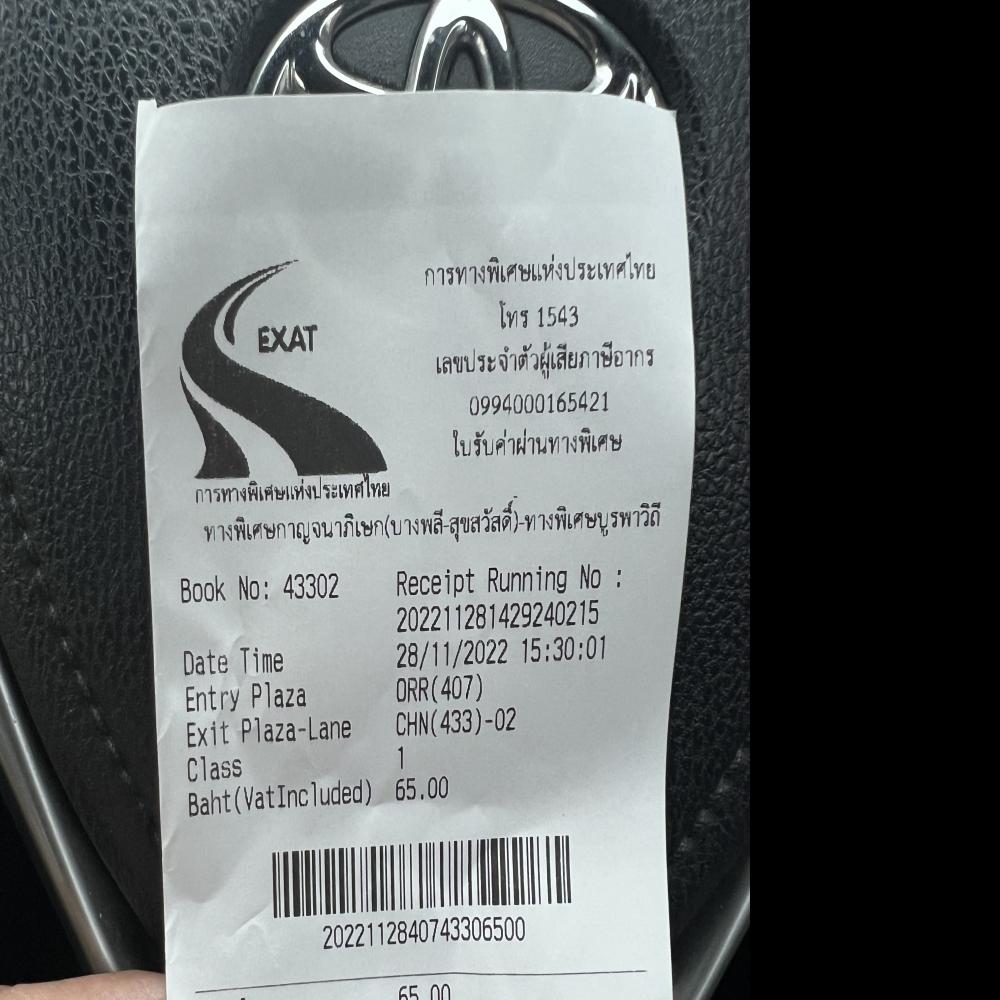 การทางพิเศษแห่งประเทศไทย
โทร 1543
EXAT
เลขประจำตัวผู้เสียภาษีอากร
0994000165421
ใบรับค่าผ่านทางพิเศษ
การทางพิเศษแห่งประเทศไทย
ทางพิเศษกาญจนาภิเษก(บางพลี-สุขสวัสดิ์)-ทางพิเศษบูรพาวิถี
Book No: 43302 Receipt Running No :
202211281429240215
Date Time 28/11/2022 15:30:01
Entry Plaza ORR(407)
Exit Plaza-Lane CHN(433)-02
Class 1
Baht(VatIncluded) 65.00
2022112840743306500
65.00